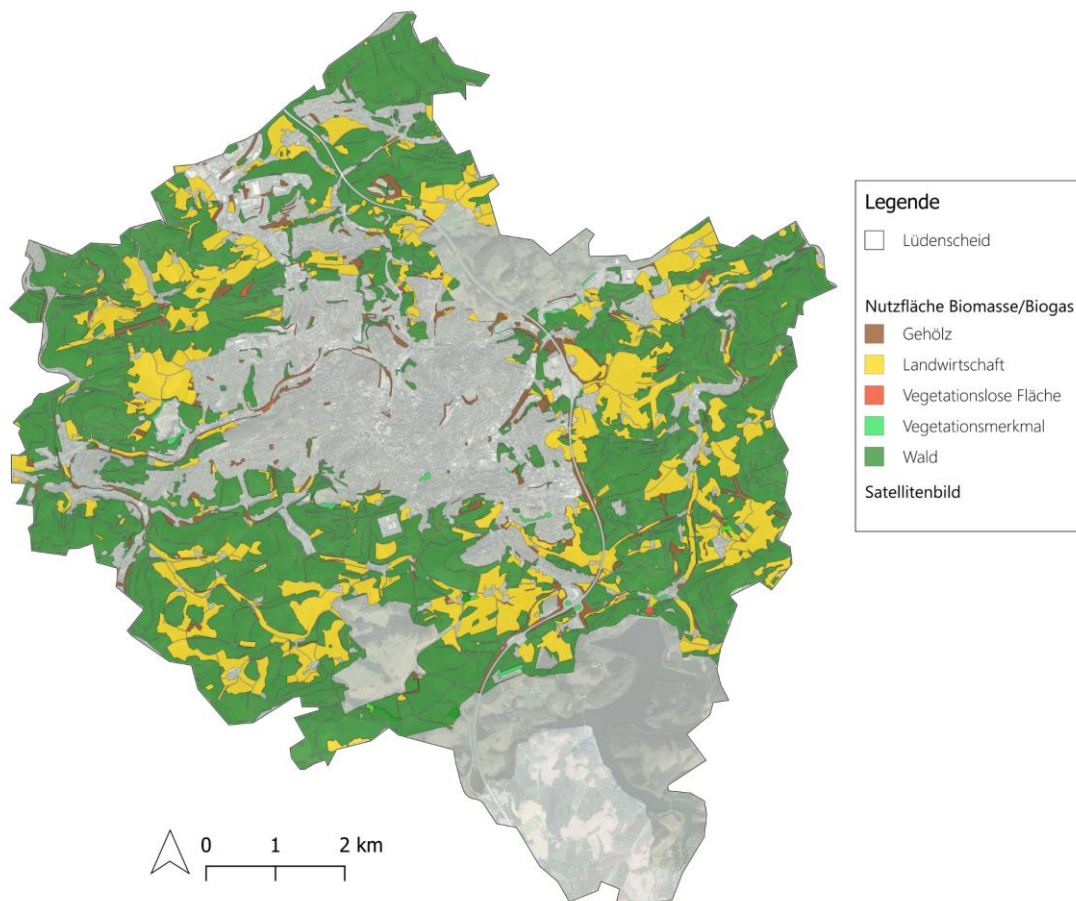 Legende
Lüdenscheid
Nutzfläche Biomasse/Biogas
Gehölz
Landwirtschaft
Vegetationslose Fläche
Vegetationsmerkmal
Wald
Satellitenbild
0 1 2 km